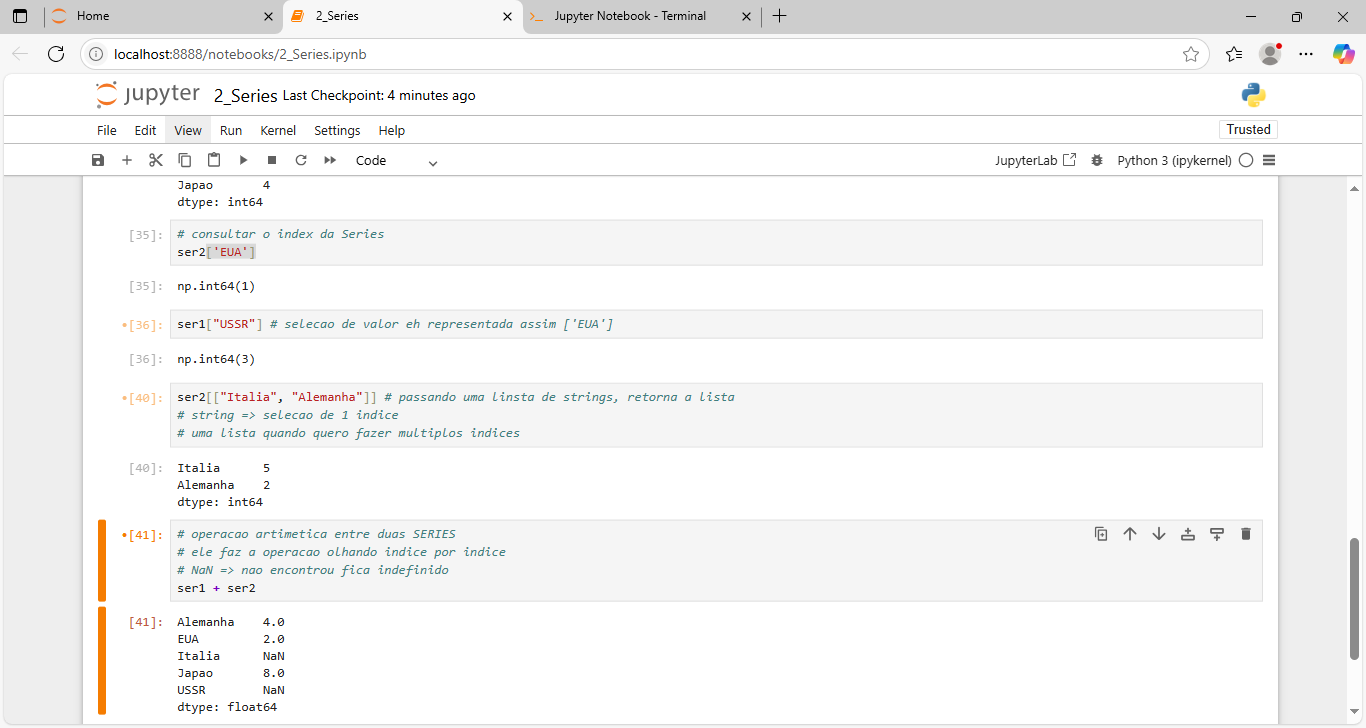 Home
2_Series
Jupyter Notebook - Terminal
localhost:8888/notebooks/2_Series.ipynb
jupyter 2_Series Last Checkpoint: 4 minutes ago
File Edit View Run Kernel Settings Help
Trusted
Code
JupyterLab Python 3 (ipykernel)
Japao 4
dtype: int64
[35]: # consultar o index da Series
ser2['EUA']
[35]: np.int64(1)
•[36]: ser1["USSR"] # selecao de valor eh representada assim ['EUA']
[36]: np.int64(3)
•[40]: ser2[["Italia", "Alemanha"]] # passando uma linsta de strings, retorna a lista
# string => selecao de 1 indice
# uma lista quando quero fazer multiplos indices
[40]: Italia 5
Alemanha 2
dtype: int64
•[41]: # operacao artimetica entre duas SERIES
# ele faz a operacao olhando indice por indice
# NaN => nao encontrou fica indefinido
ser1 + ser2
[41]: Alemanha 4.0
EUA 2.0
Italia NaN
Japao 8.0
USSR NaN
dtype: float64